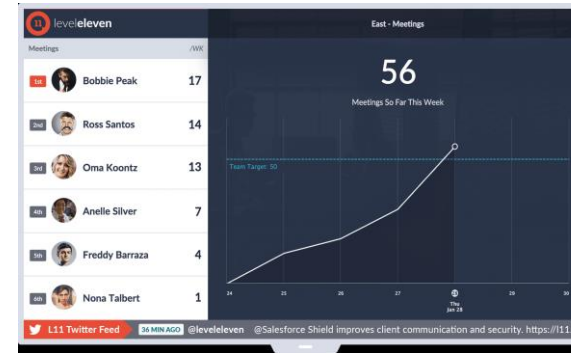 11 leveleleven
Meetings /WK
1st Bobbie Peak 17
2nd Ross Santos 14
3rd Oma Koontz 13
4th Anelle Silver 7
5th Freddy Barraza 4
6th Nona Talbert 1
East - Meetings
56
Meetings So Far This Week
Team Target: 50
24 25 26 27 28 29 30
Thu
Jan 28
L11 Twitter Feed 36 MIN AGO @leveleleven @Salesforce Shield improves client communication and security. https://l11